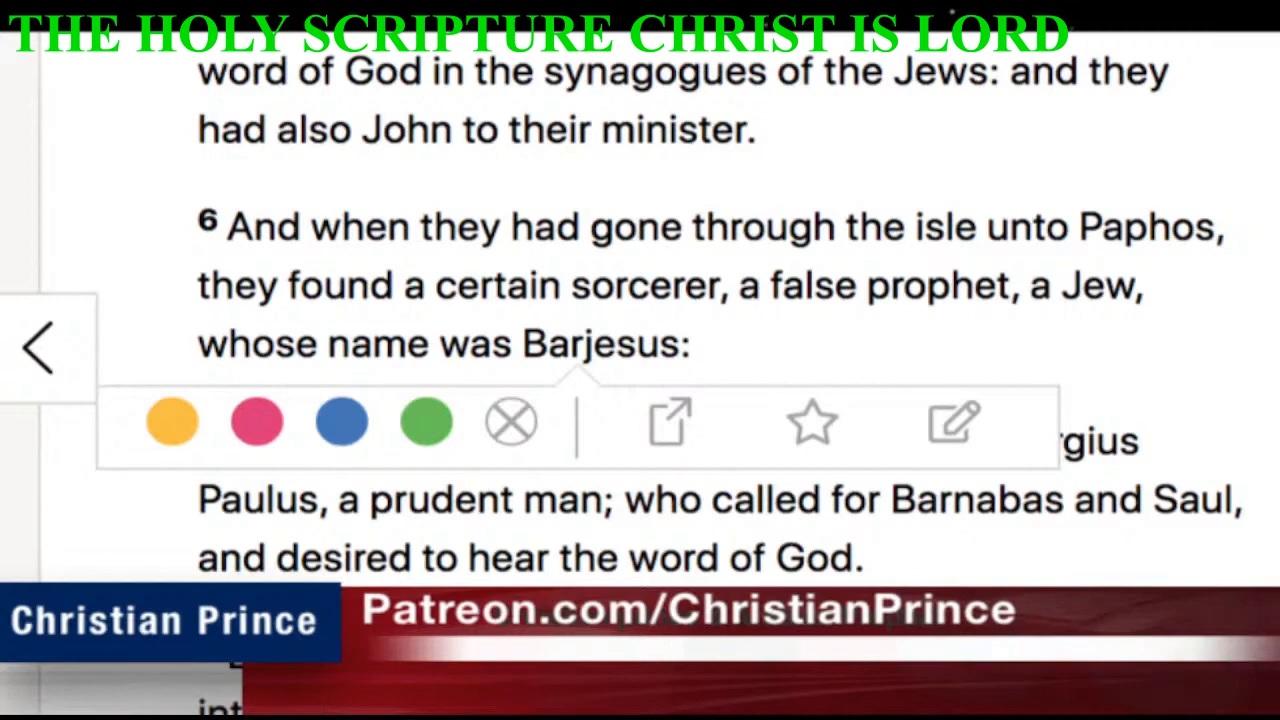 THE HOLY SCRIPTURE CHRIST IS LORD
word of God in the synagogues of the Jews: and they
had also John to their minister.
6 And when they had gone through the isle unto Paphos,
they found a certain sorcerer, a false prophet, a Jew,
whose name was Barjesus:
rgius
Paulus, a prudent man; who called for Barnabas and Saul,
and desired to hear the word of God.
Christian Prince
Patreon.com/ChristianPrince
int